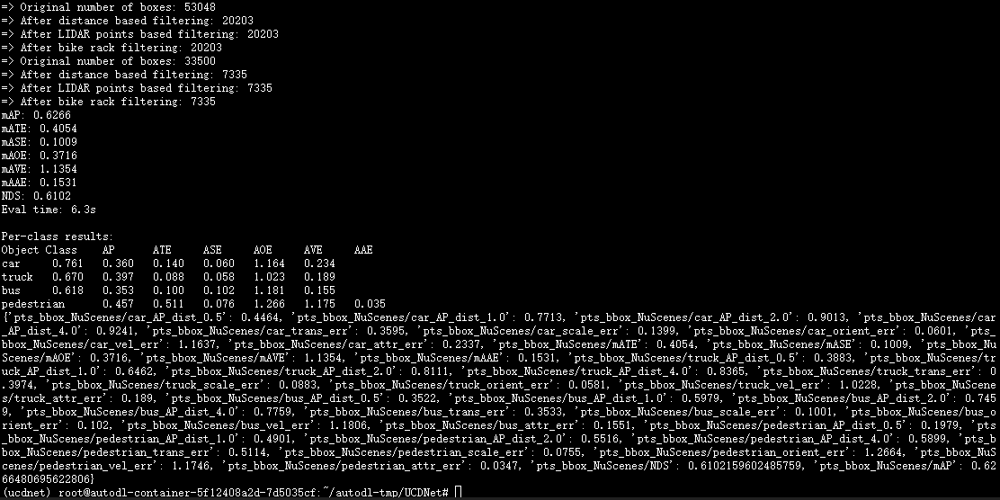 => Original number of boxes: 53048
=> After distance based filtering: 20203
=> After LIDAR points based filtering: 20203
=> After bike rack filtering: 20203
=> Original number of boxes: 33500
=> After distance based filtering: 7335
=> After LIDAR points based filtering: 7335
=> After bike rack filtering: 7335
mAP: 0.6266
mATE: 0.4054
mASE: 0.1009
mAOE: 0.3716
mAVE: 1.1354
mAAE: 0.1531
NDS: 0.6102
Eval time: 6.3s
Per-class results:
Object Class AP ATE ASE AOE AVE AAE
car 0.761 0.360 0.140 0.060 1.164 0.234
truck 0.670 0.397 0.088 0.058 1.023 0.189
bus 0.618 0.353 0.100 0.102 1.181 0.155
pedestrian 0.457 0.511 0.076 1.266 1.175 0.035
{'pts_bbox_NuScenes/car_AP_dist_0.5': 0.4464, 'pts_bbox_NuScenes/car_AP_dist_1.0': 0.7713, 'pts_bbox_NuScenes/car_AP_dist_2.0': 0.9013, 'pts_bbox_NuScenes/car
_AP_dist_4.0': 0.9241, 'pts_bbox_NuScenes/car_trans_err': 0.3595, 'pts_bbox_NuScenes/car_scale_err': 0.1399, 'pts_bbox_NuScenes/car_orient_err': 0.0601, 'pts_
bbox_NuScenes/car_vel_err': 1.1637, 'pts_bbox_NuScenes/car_attr_err': 0.2337, 'pts_bbox_NuScenes/mATE': 0.4054, 'pts_bbox_NuScenes/mASE': 0.1009, 'pts_bbox_Nu
Scenes/mAOE': 0.3716, 'pts_bbox_NuScenes/mAVE': 1.1354, 'pts_bbox_NuScenes/mAAE': 0.1531, 'pts_bbox_NuScenes/truck_AP_dist_0.5': 0.3883, 'pts_bbox_NuScenes/tr
uck_AP_dist_1.0': 0.6462, 'pts_bbox_NuScenes/truck_AP_dist_2.0': 0.8111, 'pts_bbox_NuScenes/truck_AP_dist_4.0': 0.8365, 'pts_bbox_NuScenes/truck_trans_err': 0
.3974, 'pts_bbox_NuScenes/truck_scale_err': 0.0883, 'pts_bbox_NuScenes/truck_orient_err': 0.0581, 'pts_bbox_NuScenes/truck_vel_err': 1.0228, 'pts_bbox_NuScene
s/truck_attr_err': 0.189, 'pts_bbox_NuScenes/bus_AP_dist_0.5': 0.3522, 'pts_bbox_NuScenes/bus_AP_dist_1.0': 0.5979, 'pts_bbox_NuScenes/bus_AP_dist_2.0': 0.745
9, 'pts_bbox_NuScenes/bus_AP_dist_4.0': 0.7759, 'pts_bbox_NuScenes/bus_trans_err': 0.3533, 'pts_bbox_NuScenes/bus_scale_err': 0.1001, 'pts_bbox_NuScenes/bus_o
rient_err': 0.102, 'pts_bbox_NuScenes/bus_vel_err': 1.1806, 'pts_bbox_NuScenes/bus_attr_err': 0.1551, 'pts_bbox_NuScenes/pedestrian_AP_dist_0.5': 0.1979, 'pts
_bbox_NuScenes/pedestrian_AP_dist_1.0': 0.4901, 'pts_bbox_NuScenes/pedestrian_AP_dist_2.0': 0.5516, 'pts_bbox_NuScenes/pedestrian_AP_dist_4.0': 0.5899, 'pts_b
box_NuScenes/pedestrian_trans_err': 0.5114, 'pts_bbox_NuScenes/pedestrian_scale_err': 0.0755, 'pts_bbox_NuScenes/pedestrian_orient_err': 1.2664, 'pts_bbox_NuS
cenes/pedestrian_vel_err': 1.1746, 'pts_bbox_NuScenes/pedestrian_attr_err': 0.0347, 'pts_bbox_NuScenes/NDS': 0.6102159602485759, 'pts_bbox_NuScenes/mAP': 0.62
66480695622806}
(ucdnet) root@autodl-container-5f12408a2d-7d5035cf:~/autodl-tmp/UCDNet#